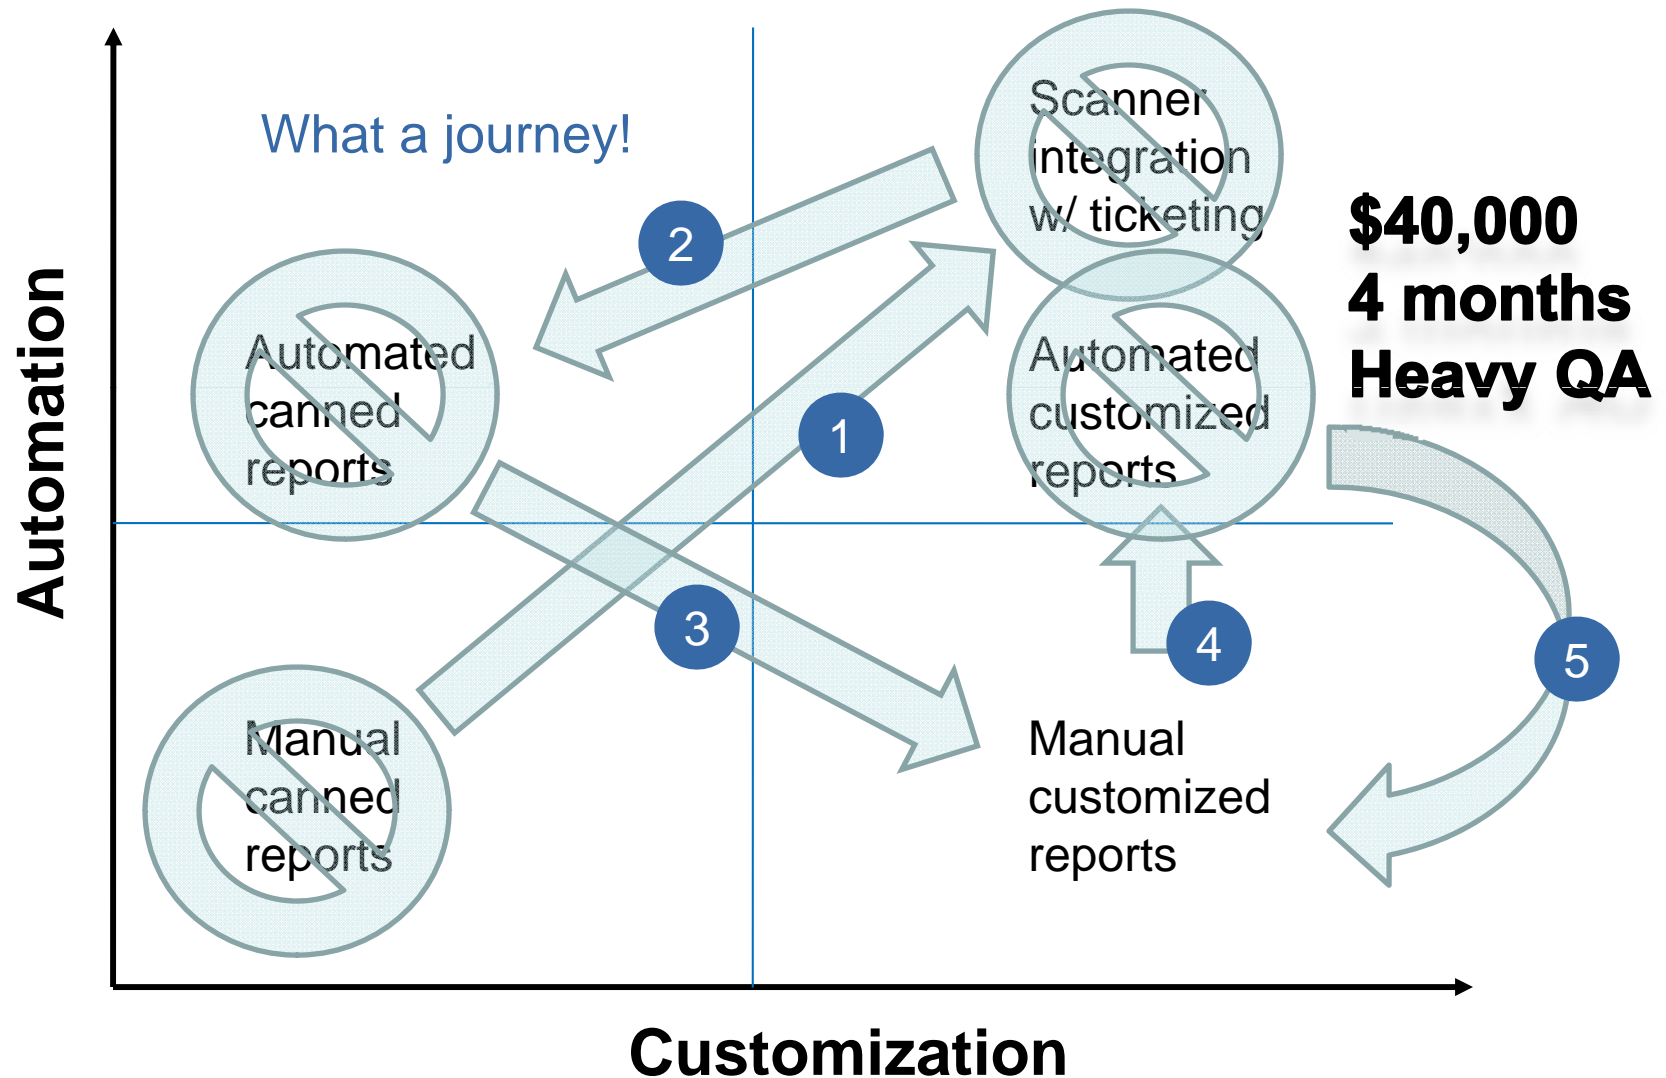 What a journey!
Scanner
integration
w/ ticketing
$40,000
4 months
Heavy QA
2
Automated
canned
reports
1
Automated
customized
reports
3
4
5
Manual
canned
reports
Manual
customized
reports
Automation
Customization